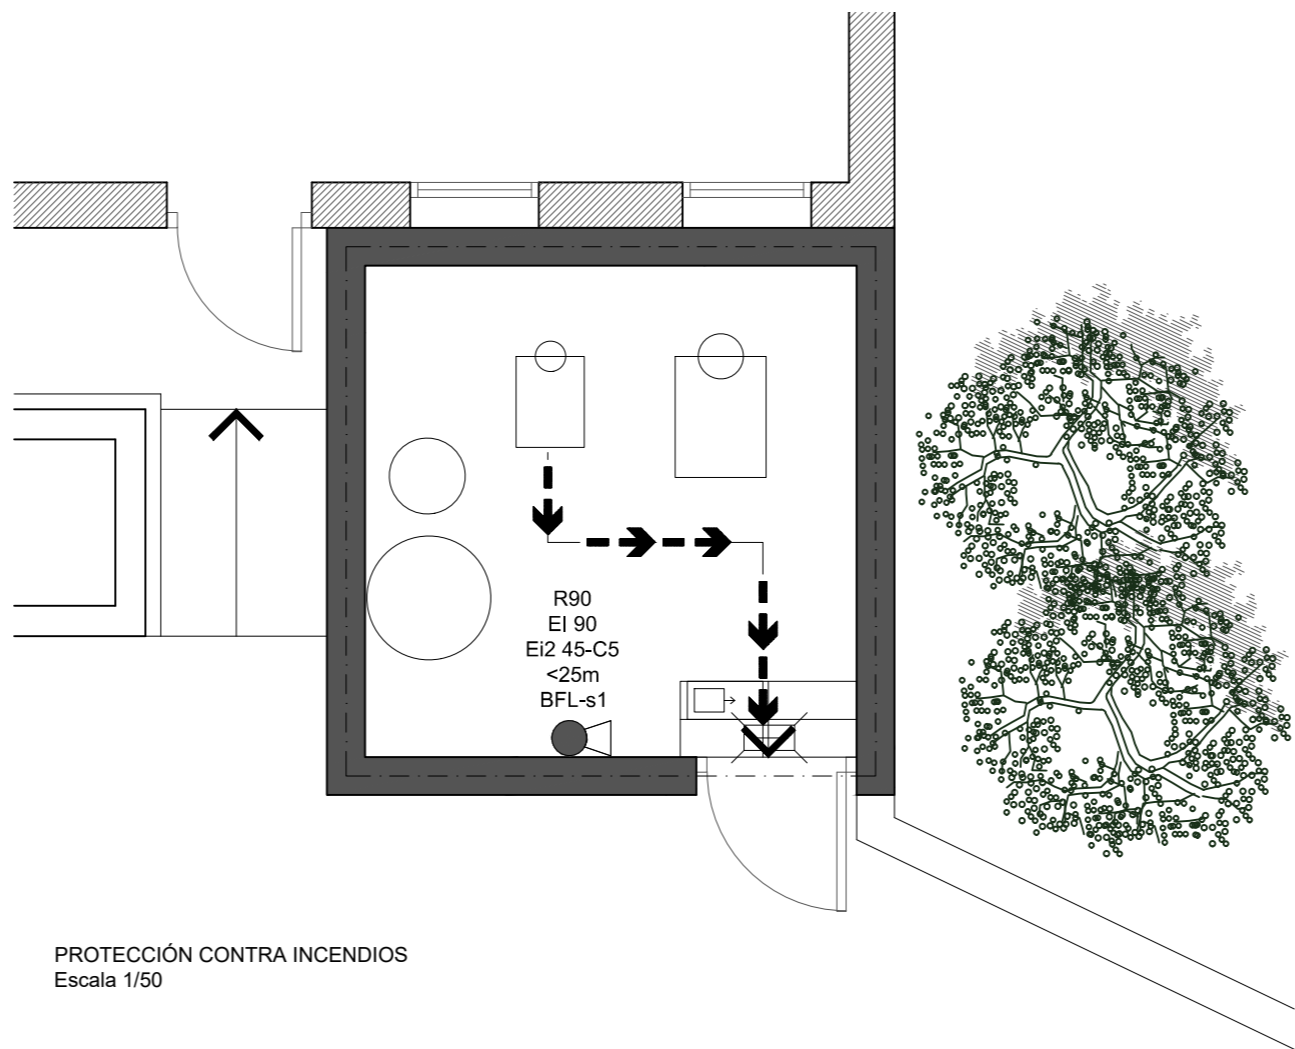 R90
EI 90
Ei2 45-C5
<25m
BFL-s1
PROTECCIÓN CONTRA INCENDIOS
Escala 1/50